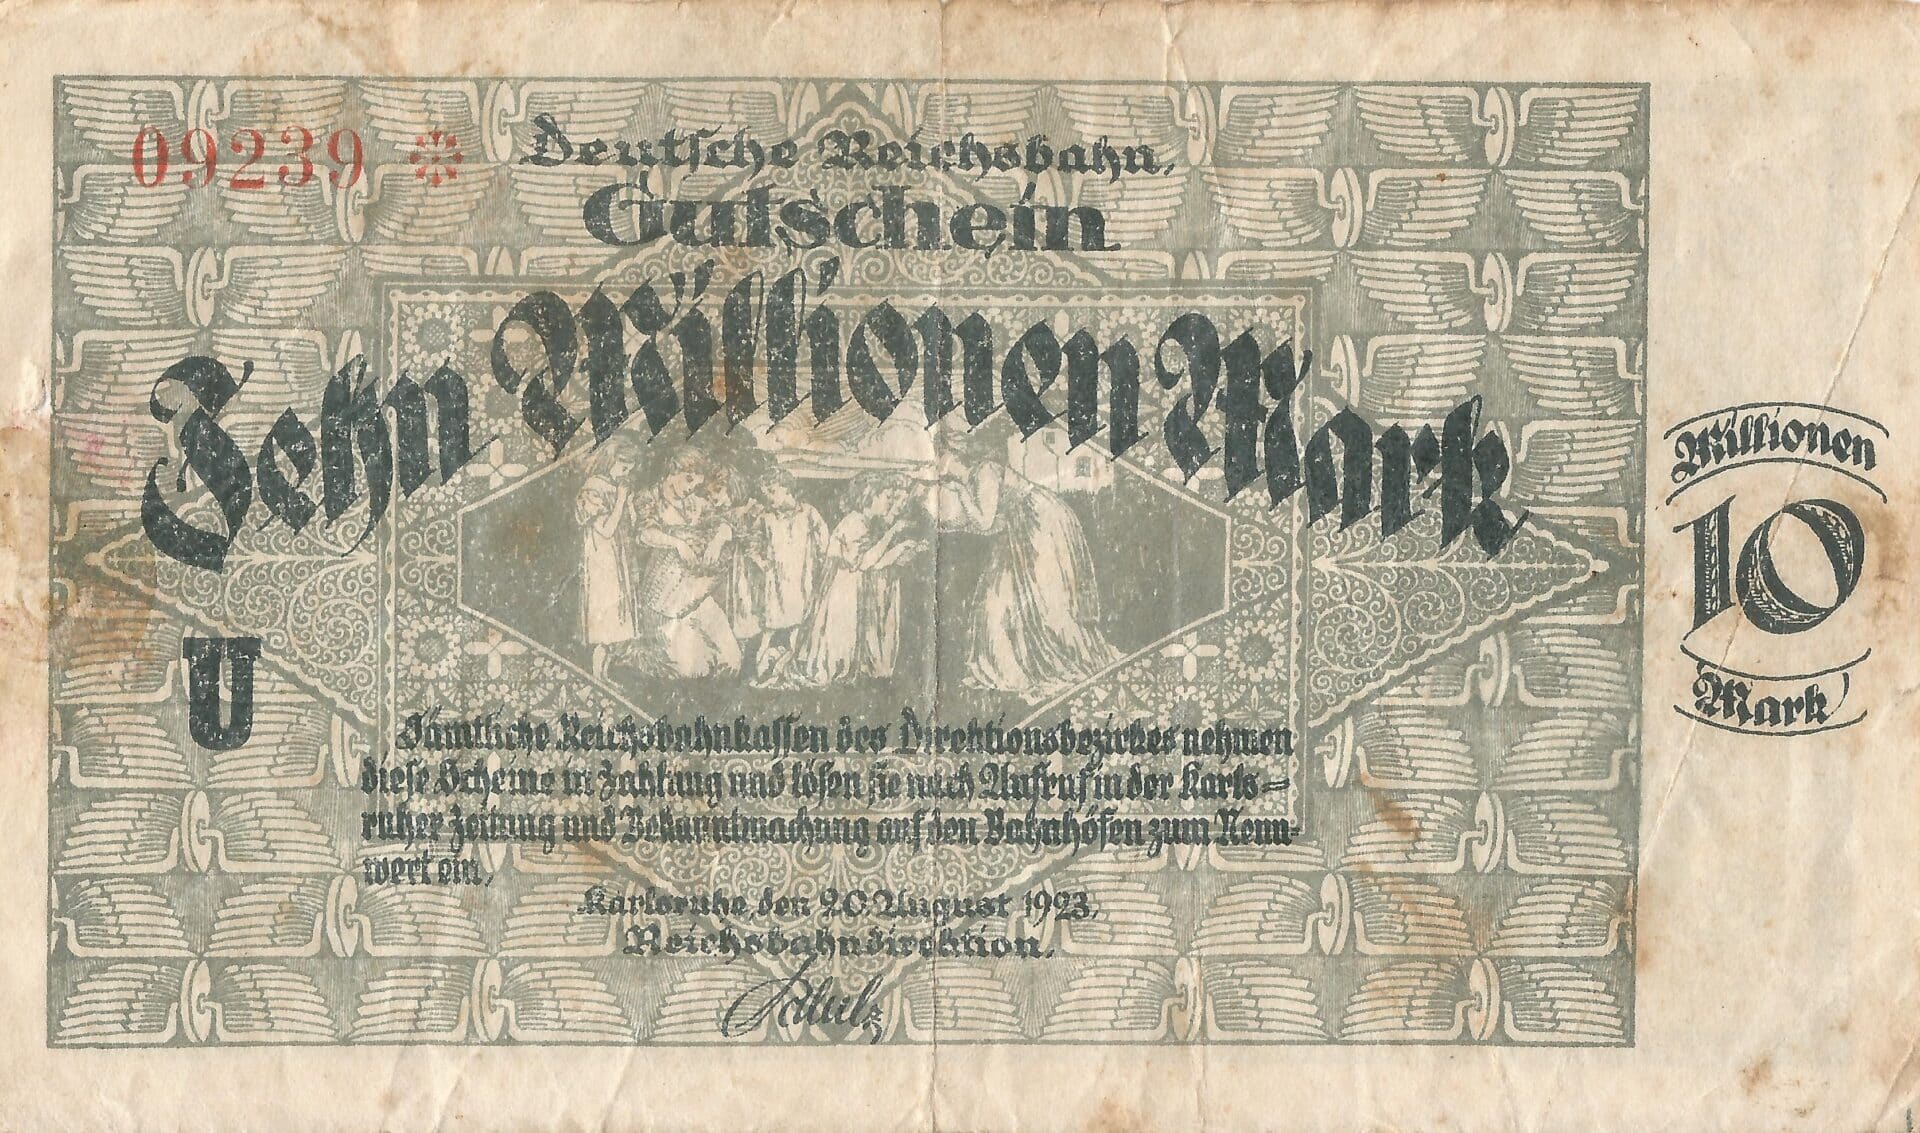 09239 *
Deutsche Reichsbahn.
Gutschein
Zehn Millionen Mark
Millionen
10
Mark
U
Sämtliche Reichsbahnkassen des Direktionsbezirkes nehmen
diese Scheine in Zahlung und lösen sie nach Aufruf in der Karls=
ruher Zeitung und Bekanntmachung auf den Bahnhöfen zum Nenn=
wert ein.
Karlsruhe, den 20. August 1923.
Reichsbahndirektion.
Schulz